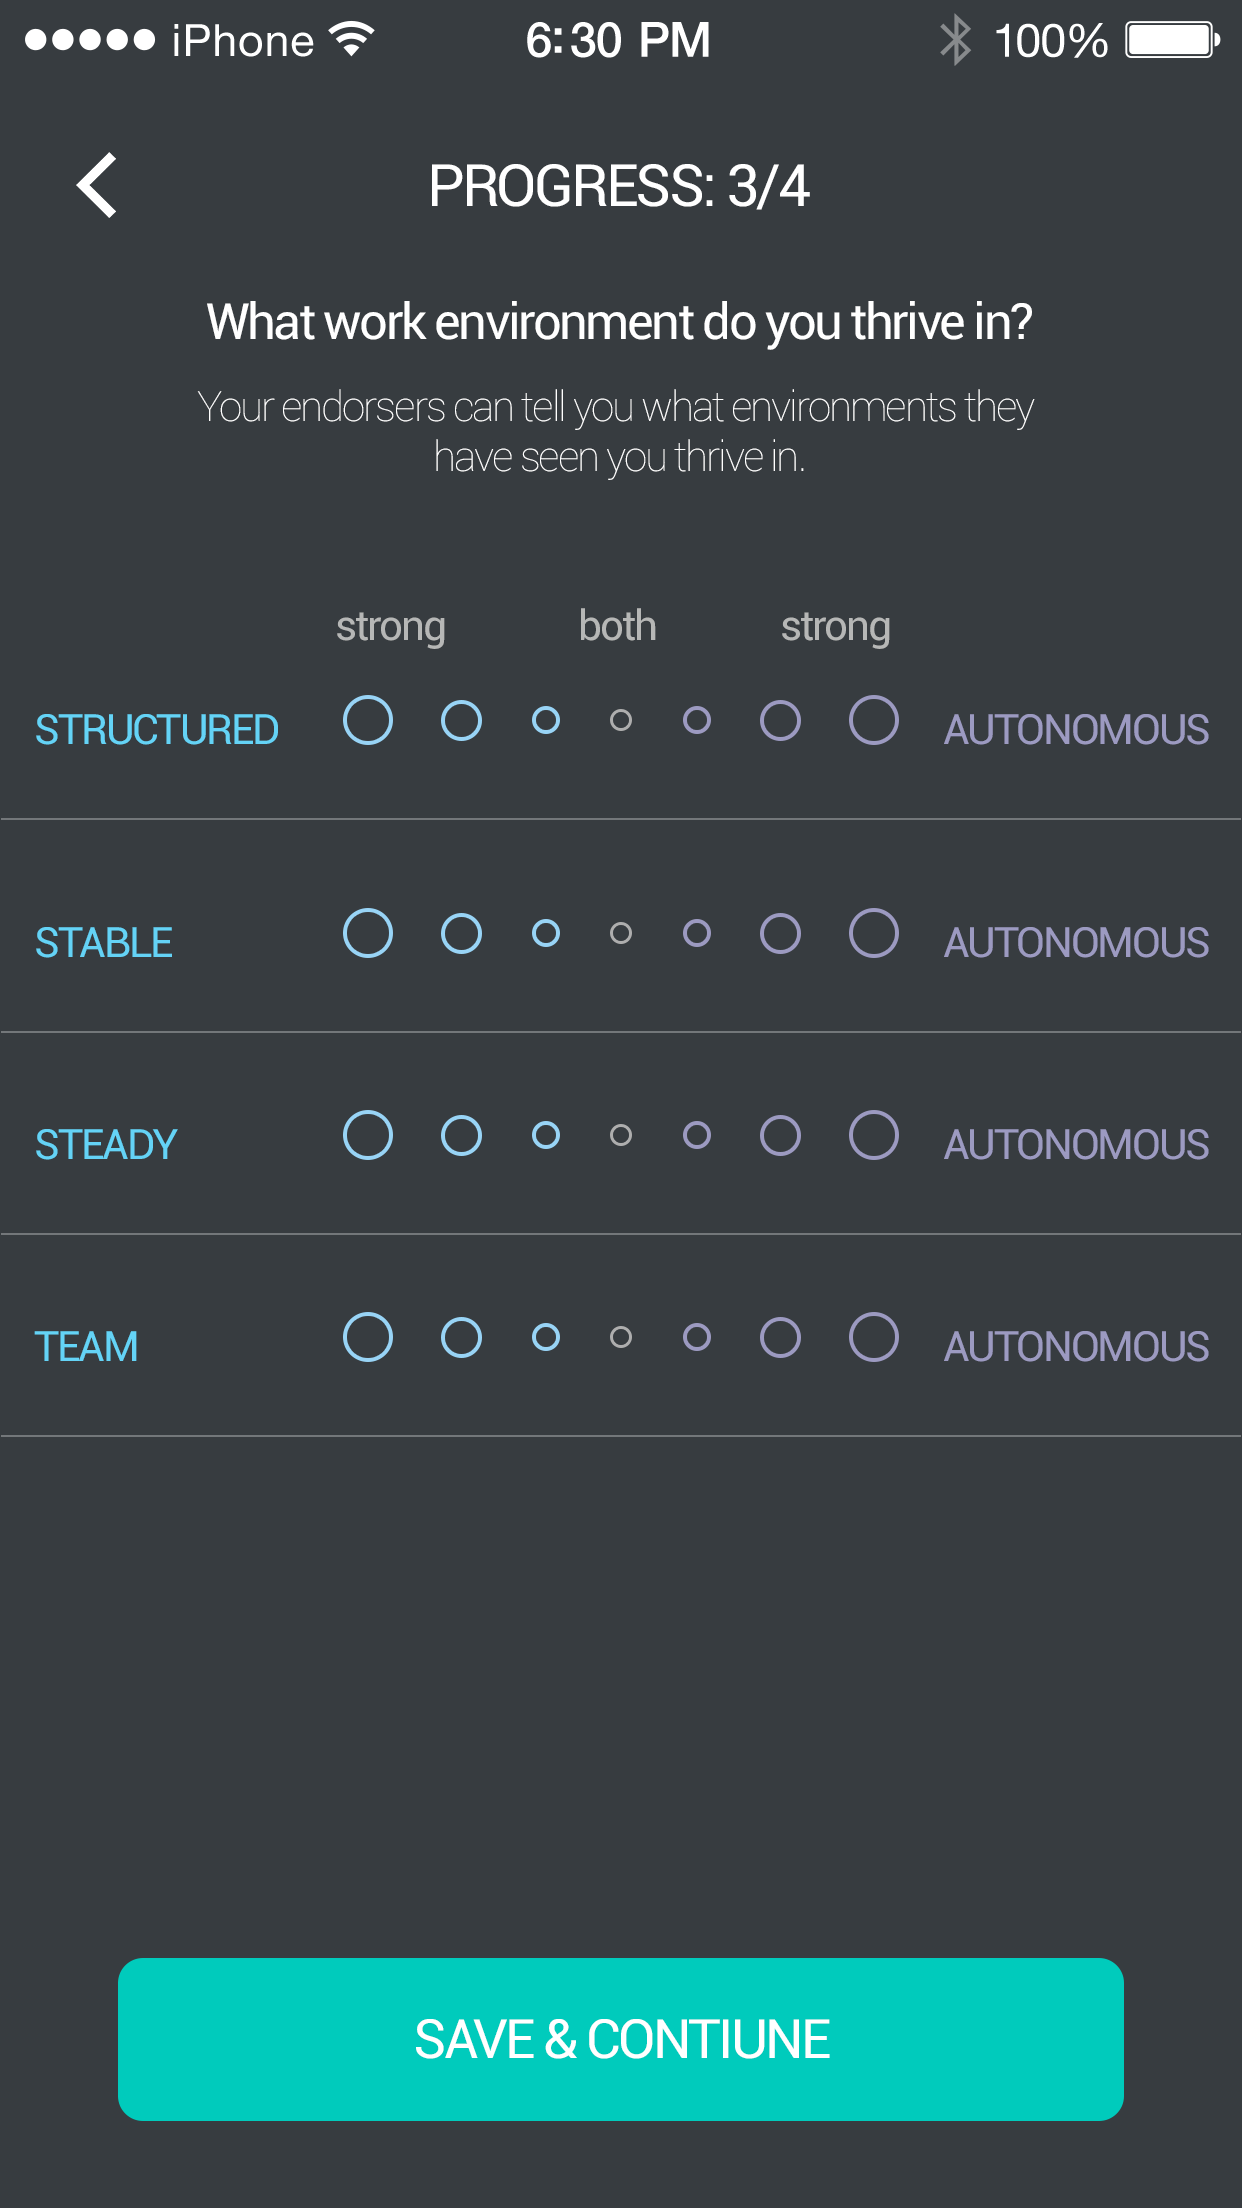 iPhone 6:30 PM 100%
PROGRESS: 3/4
What work environment do you thrive in?
Your endorsers can tell you what environments they
have seen you thrive in.
strong both strong
STRUCTURED AUTONOMOUS
STABLE AUTONOMOUS
STEADY AUTONOMOUS
TEAM AUTONOMOUS
SAVE & CONTIUNE